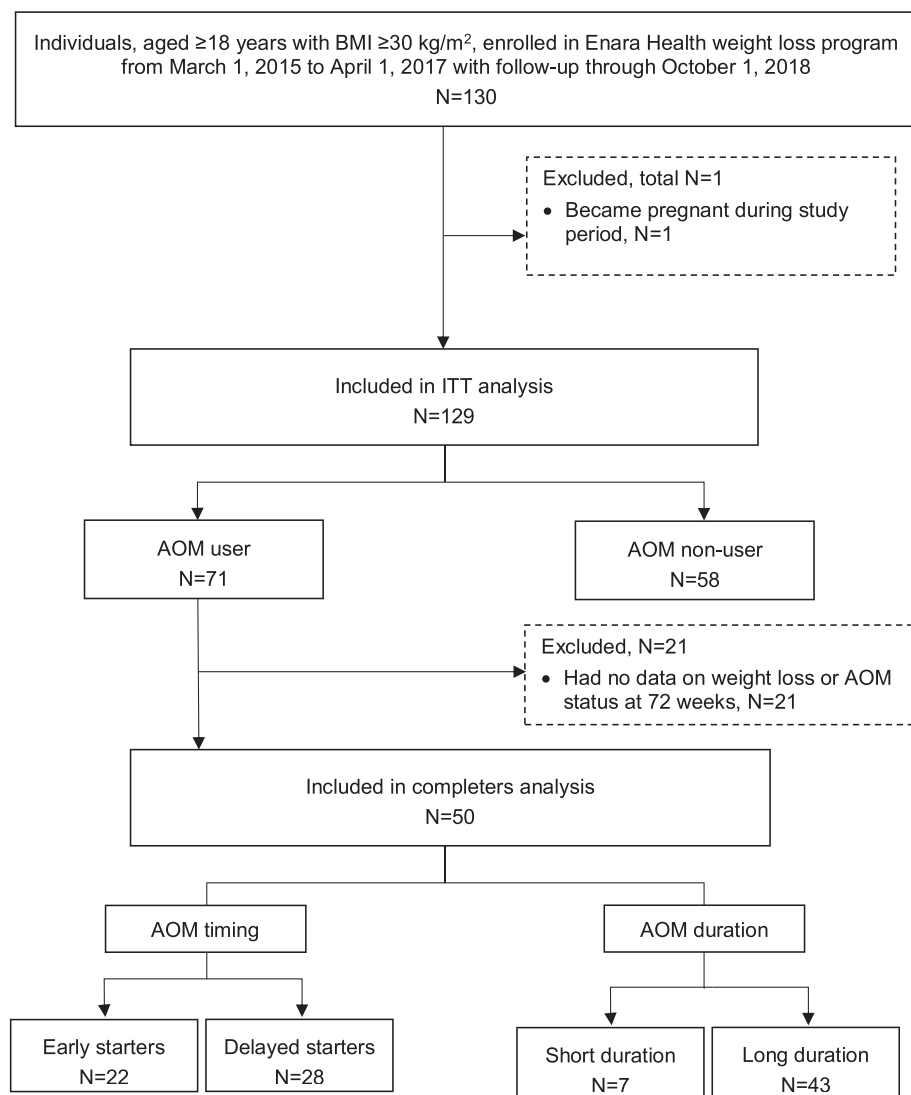 Individuals, aged ≥18 years with BMI ≥30 kg/m², enrolled in Enara Health weight loss program
from March 1, 2015 to April 1, 2017 with follow-up through October 1, 2018
N=130
Excluded, total N=1
• Became pregnant during study
period, N=1
Included in ITT analysis
N=129
AOM user
N=71
AOM non-user
N=58
Excluded, N=21
• Had no data on weight loss or AOM
status at 72 weeks, N=21
Included in completers analysis
N=50
AOM timing
AOM duration
Early starters
N=22
Delayed starters
N=28
Short duration
N=7
Long duration
N=43